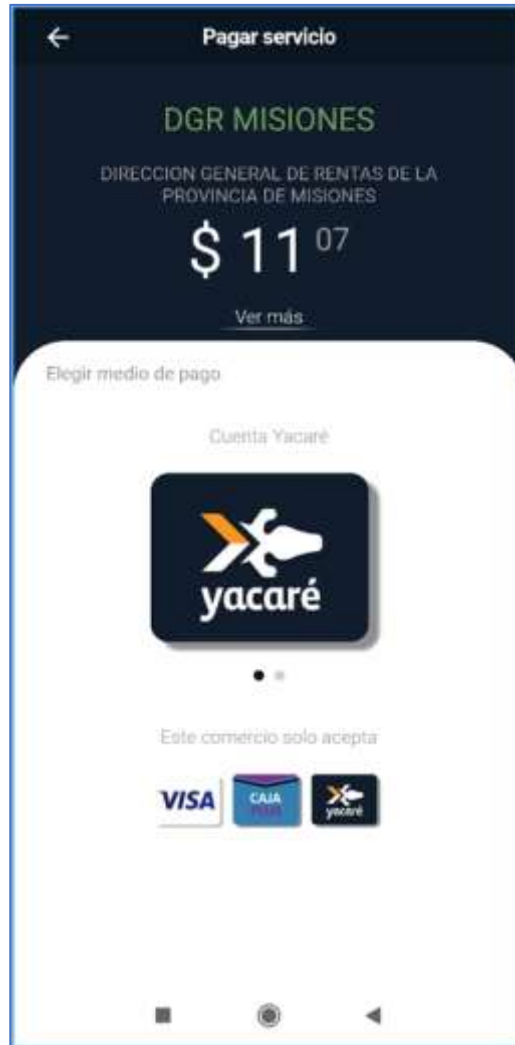 Pagar servicio
DGR MISIONES
DIRECCION GENERAL DE RENTAS DE LA
PROVINCIA DE MISIONES
$ 11 07
Ver más
Elegir medio de pago
Cuenta Yacaré
yacaré
Este comercio solo acepta
VISA
CAJA
yacaré